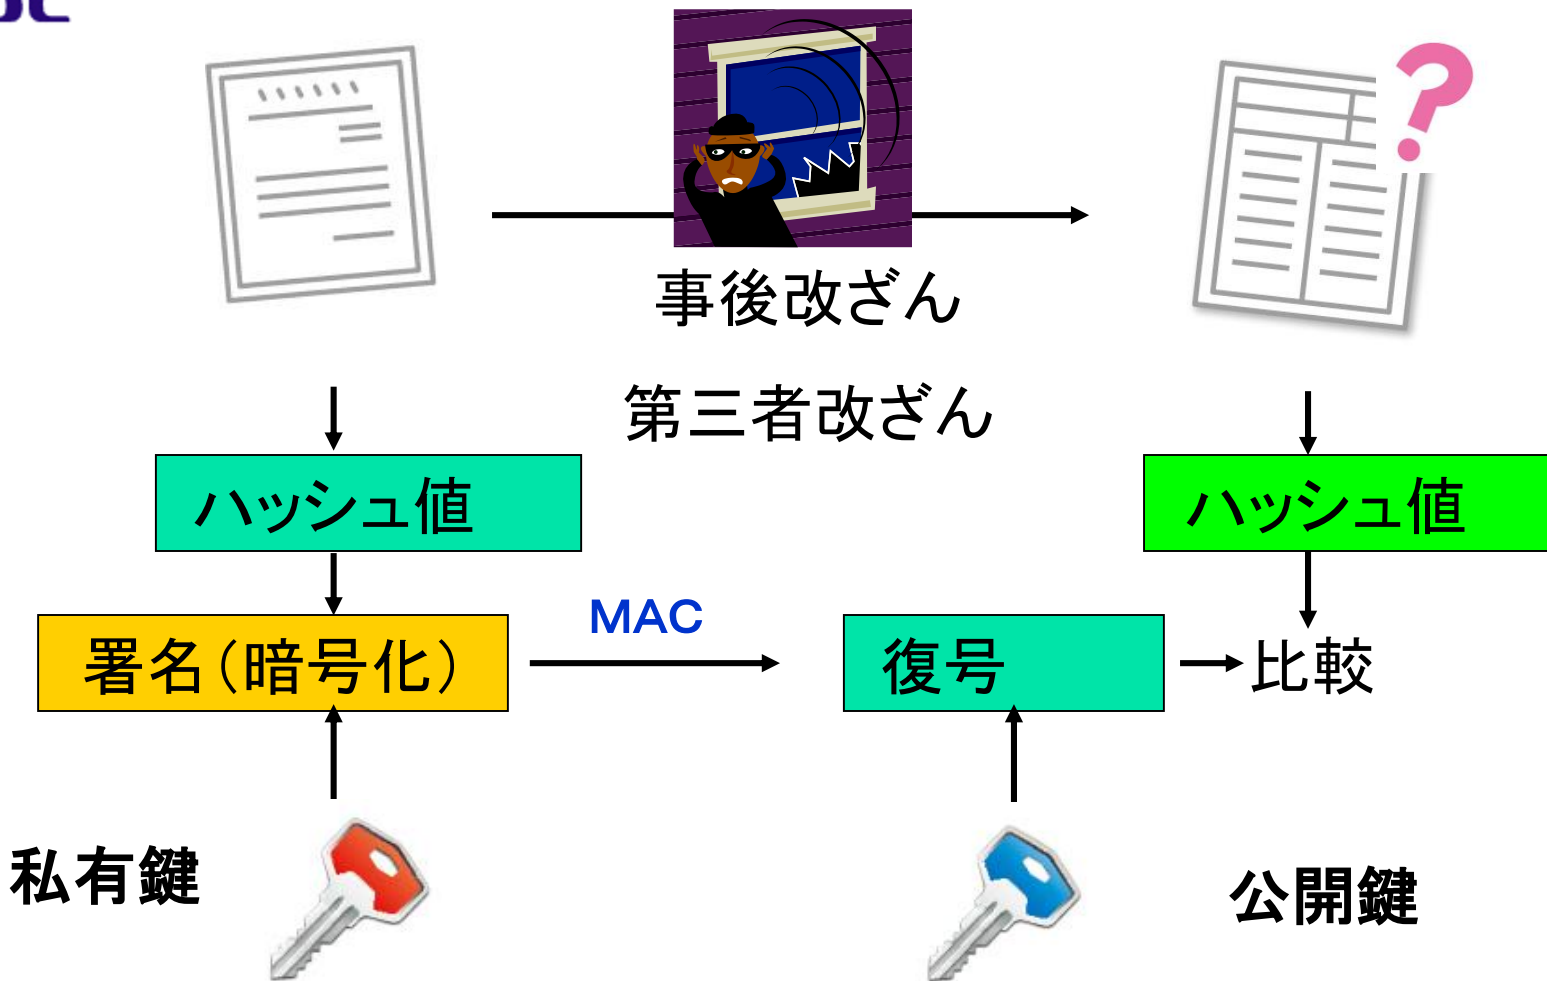 事後改ざん
第三者改ざん
ハッシュ値
ハッシュ値
署名(暗号化)
MAC
復号
比較
私有鍵
公開鍵